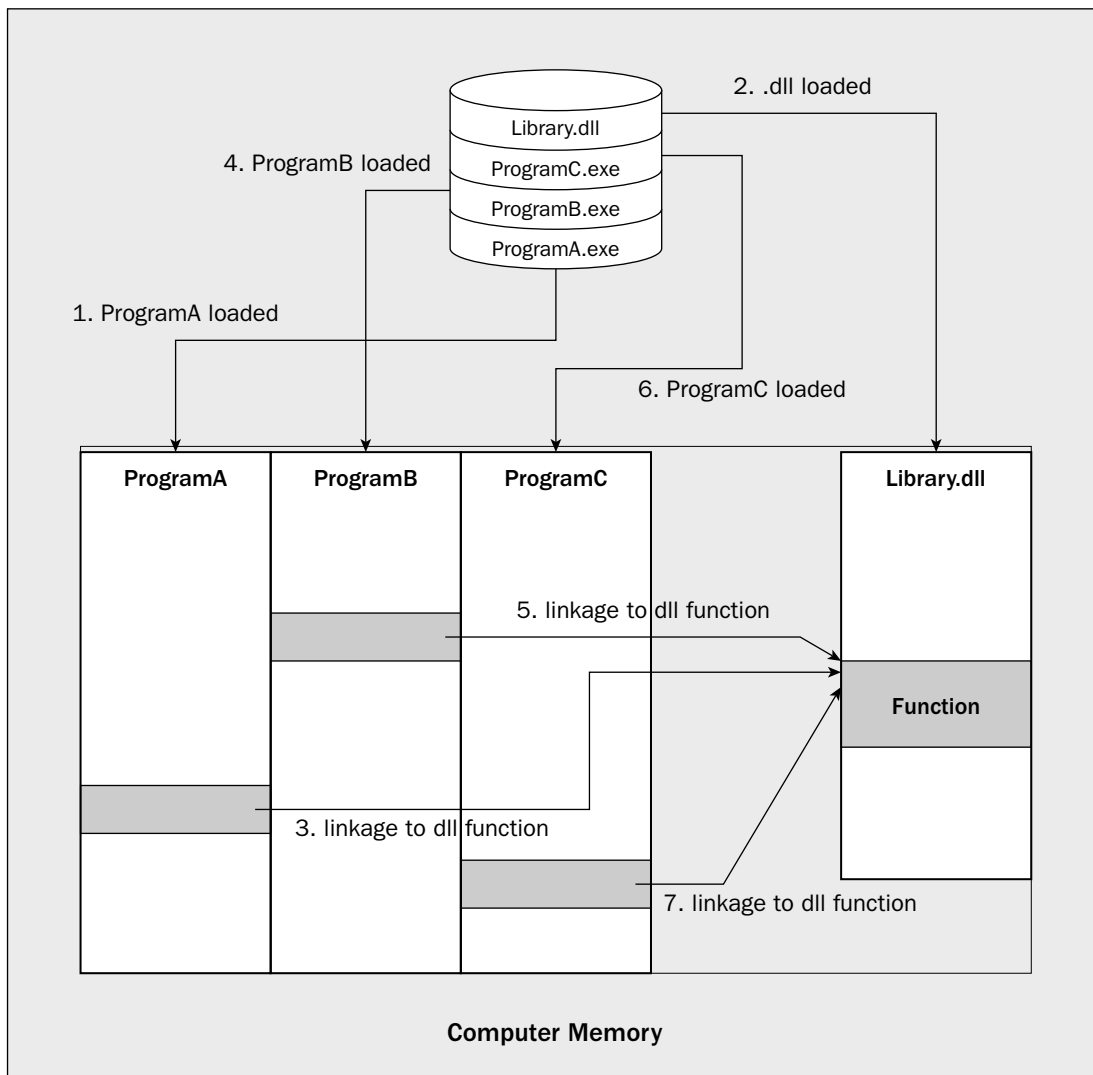 2. .dll loaded
Library.dll
4. ProgramB loaded
ProgramC.exe
ProgramB.exe
ProgramA.exe
1. ProgramA loaded
6. ProgramC loaded
ProgramA
ProgramB
ProgramC
Library.dll
5. linkage to dll function
Function
3. linkage to dll function
7. linkage to dll function
Computer Memory